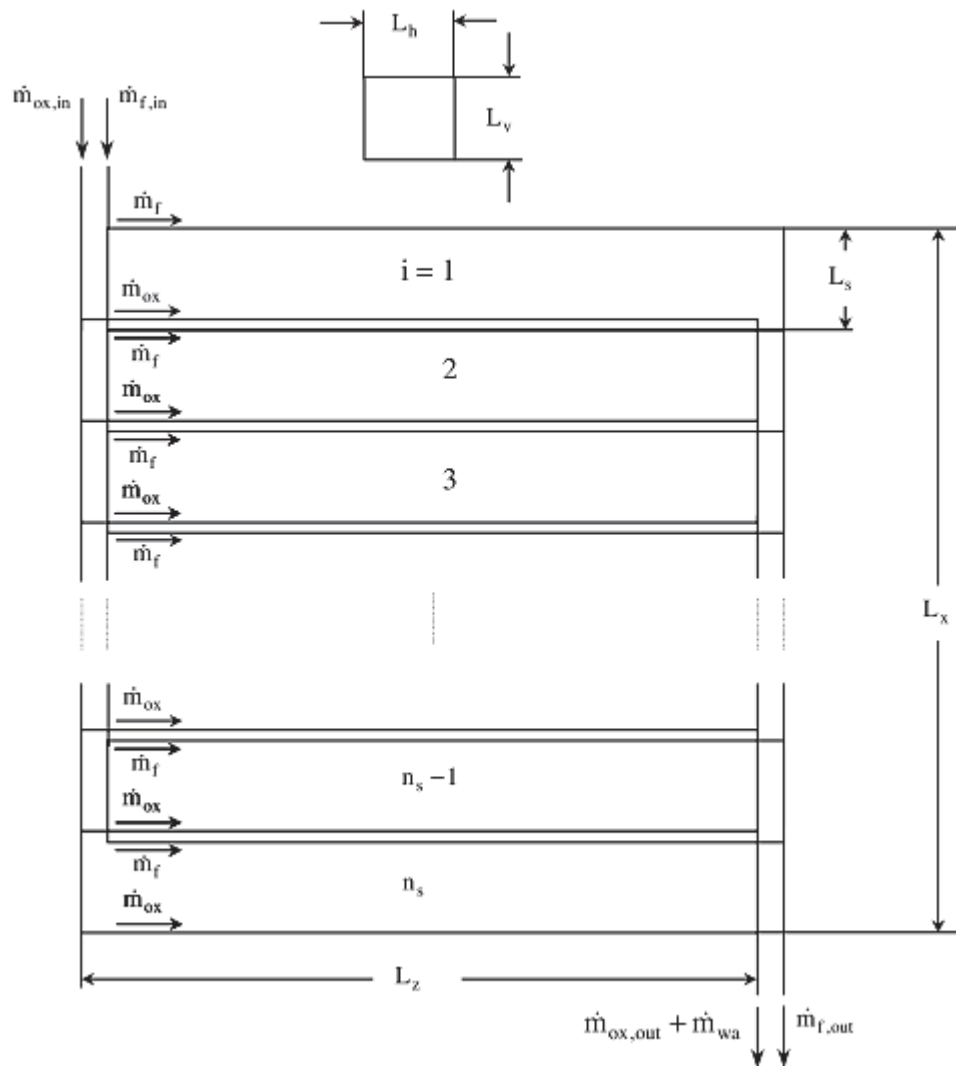 L_h
ṁ_ox,in ṁ_f,in
L_v
ṁ_f
i = 1
L_s
ṁ_ox
ṁ_f
2
ṁ_ox
ṁ_f
3
ṁ_ox
ṁ_f
L_x
ṁ_ox
ṁ_f
n_s −1
ṁ_ox
ṁ_f
n_s
ṁ_ox
L_z
ṁ_ox,out + ṁ_wa ṁ_f,out